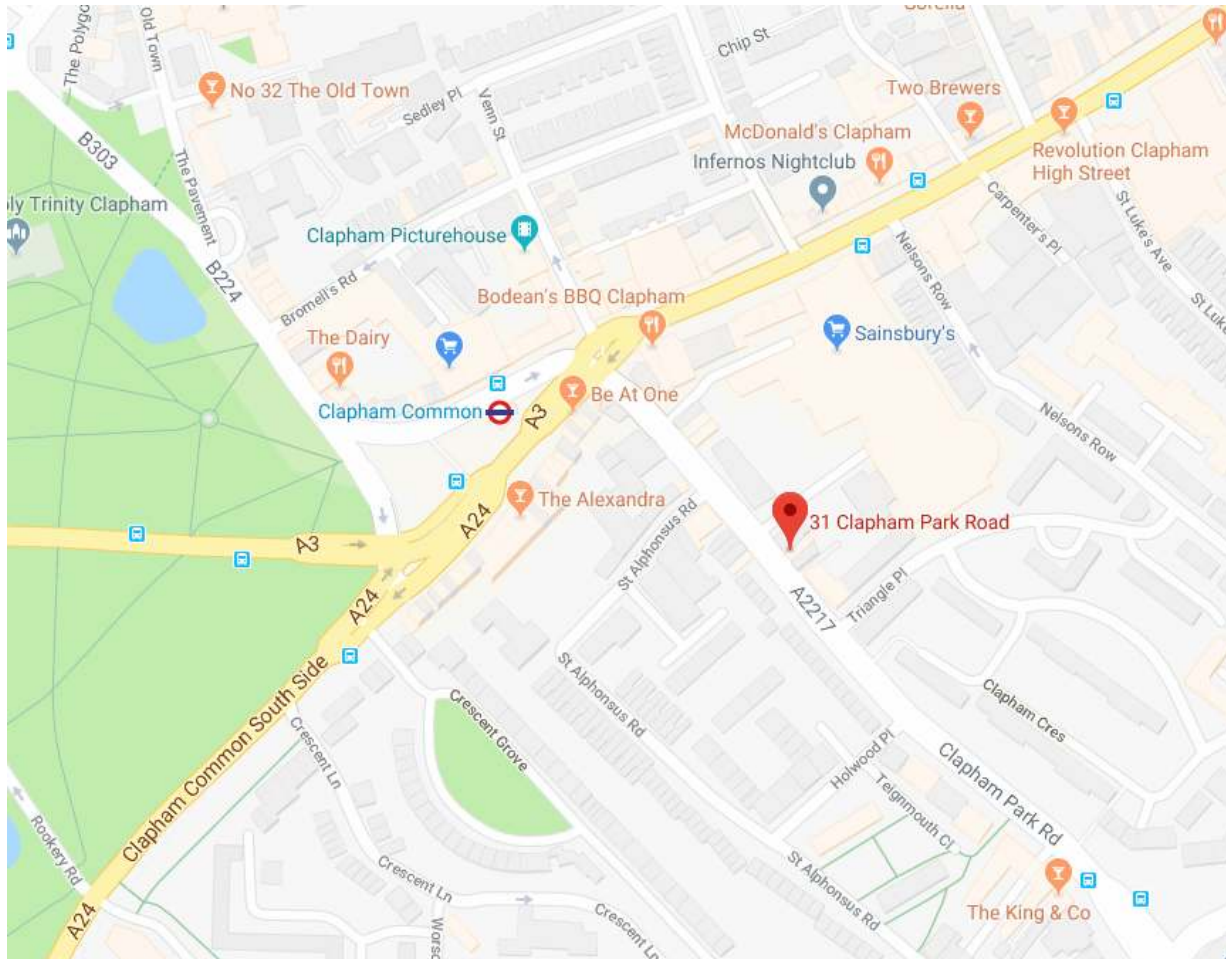 The Polygo
Old Town
No 32 The Old Town
Sedley Pl
Venn St
Chip St
Two Brewers
McDonald's Clapham
Infernos Nightclub
Revolution Clapham
High Street
B303
The Pavement
ly Trinity Clapham
Clapham Picturehouse
Carpenter's Pl
St Luke's Ave
St Luke
Nelsons Row
B224
Bromell's Rd
Bodean's BBQ Clapham
The Dairy
Sainsbury's
Be At One
Clapham Common
A3
Nelsons Row
The Alexandra
A24
A3
St Alphonsus Rd
31 Clapham Park Road
A2217
Triangle Pl
A24
Clapham Common South Side
Crescent Ln
Crescent Grove
St Alphonsus Rd
Clapham Cres
Holwood Pl
Teignmouth Cl
Clapham Park Rd
Rookery Rd
A24
Crescent Ln
Crescent Ln
St Alphonsus Rd
The King & Co